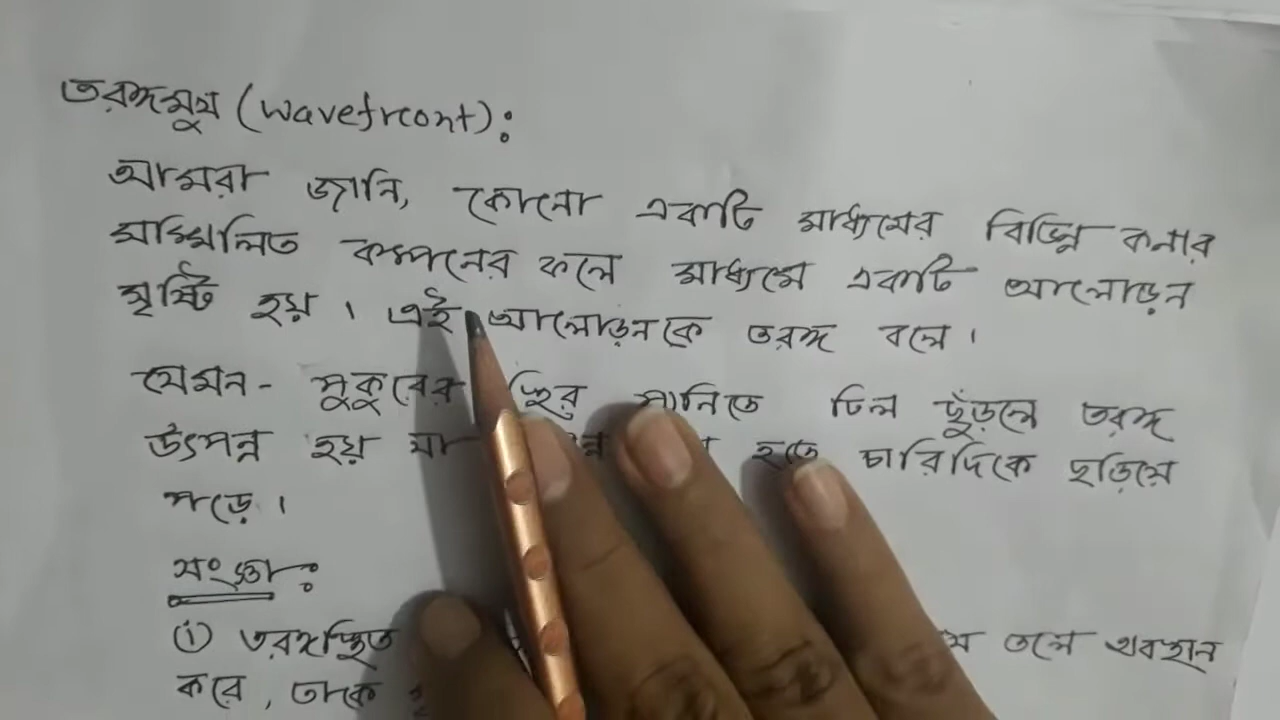 তরঙ্গমুখ (Wavefront):
আমরা জানি, কোনো একটি মাধ্যমের বিভিন্ন কনার
সম্মিলিত কম্পনের ফলে মাধ্যমে একটি আলোড়ন
সৃষ্টি হয়। এই আলোড়নকে তরঙ্গ বলে।
যেমন- পুকুরের স্থির পানিতে ঢিল ছুঁড়লে তরঙ্গ
উৎপন্ন হয় যা হতে চারিদিকে ছড়িয়ে
পড়ে।
সংজ্ঞা:
(i) তরঙ্গস্থিত তলে অবস্থান
করে, তাকে